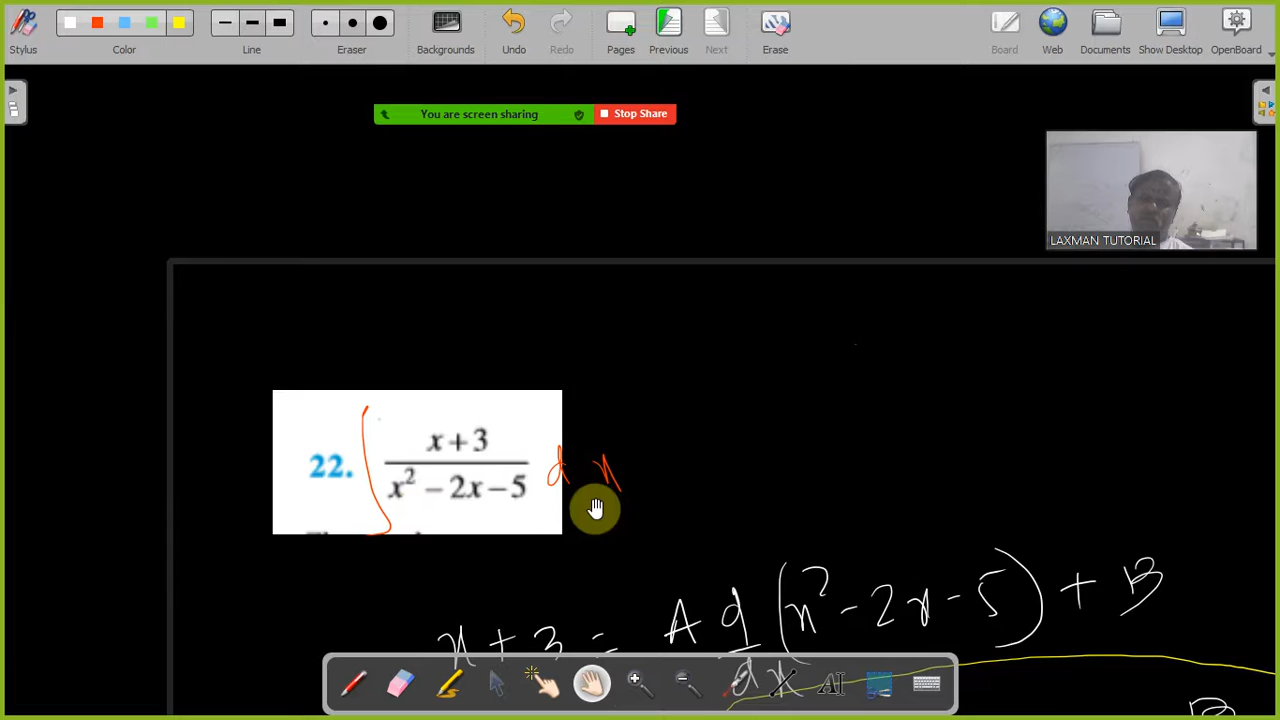 Stylus Color Line Eraser Backgrounds Undo Redo Pages Previous Next Erase Board Web Documents Show Desktop OpenBoard
You are screen sharing Stop Share
LAXMAN TUTORIAL
22. ∫ x + 3 / x² − 2x − 5 dx
x + 3 = A d/dx (x² − 2x − 5) + B
AI